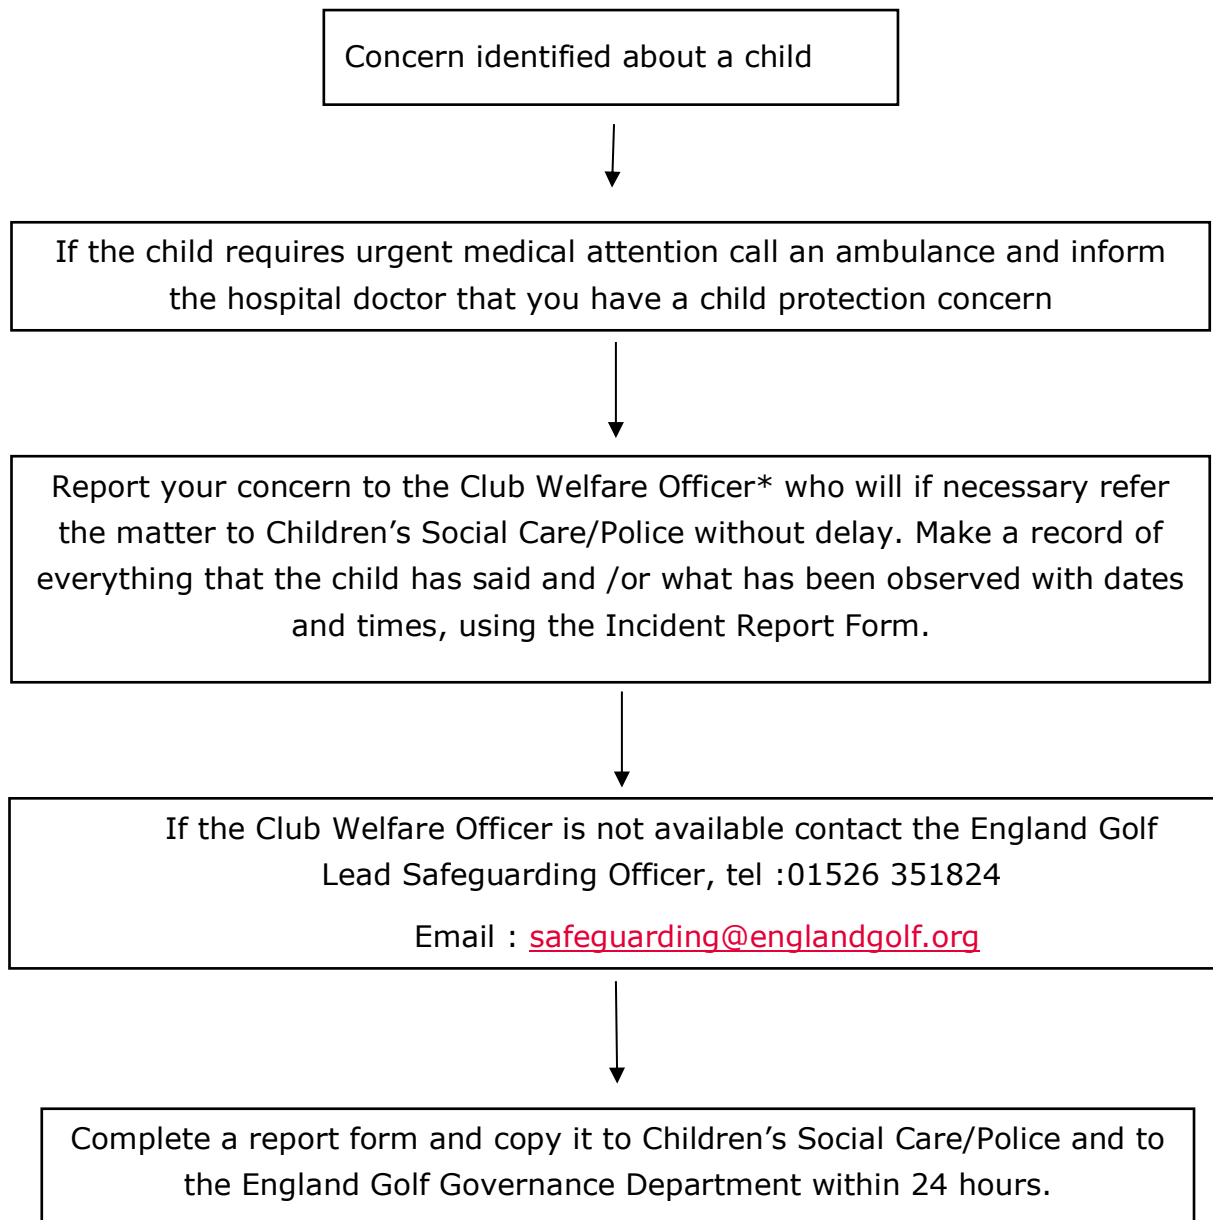 Concern identified about a child
If the child requires urgent medical attention call an ambulance and inform
the hospital doctor that you have a child protection concern
Report your concern to the Club Welfare Officer* who will if necessary refer
the matter to Children’s Social Care/Police without delay. Make a record of
everything that the child has said and /or what has been observed with dates
and times, using the Incident Report Form.
If the Club Welfare Officer is not available contact the England Golf
Lead Safeguarding Officer, tel :01526 351824
Email : safeguarding@englandgolf.org
Complete a report form and copy it to Children’s Social Care/Police and to
the England Golf Governance Department within 24 hours.